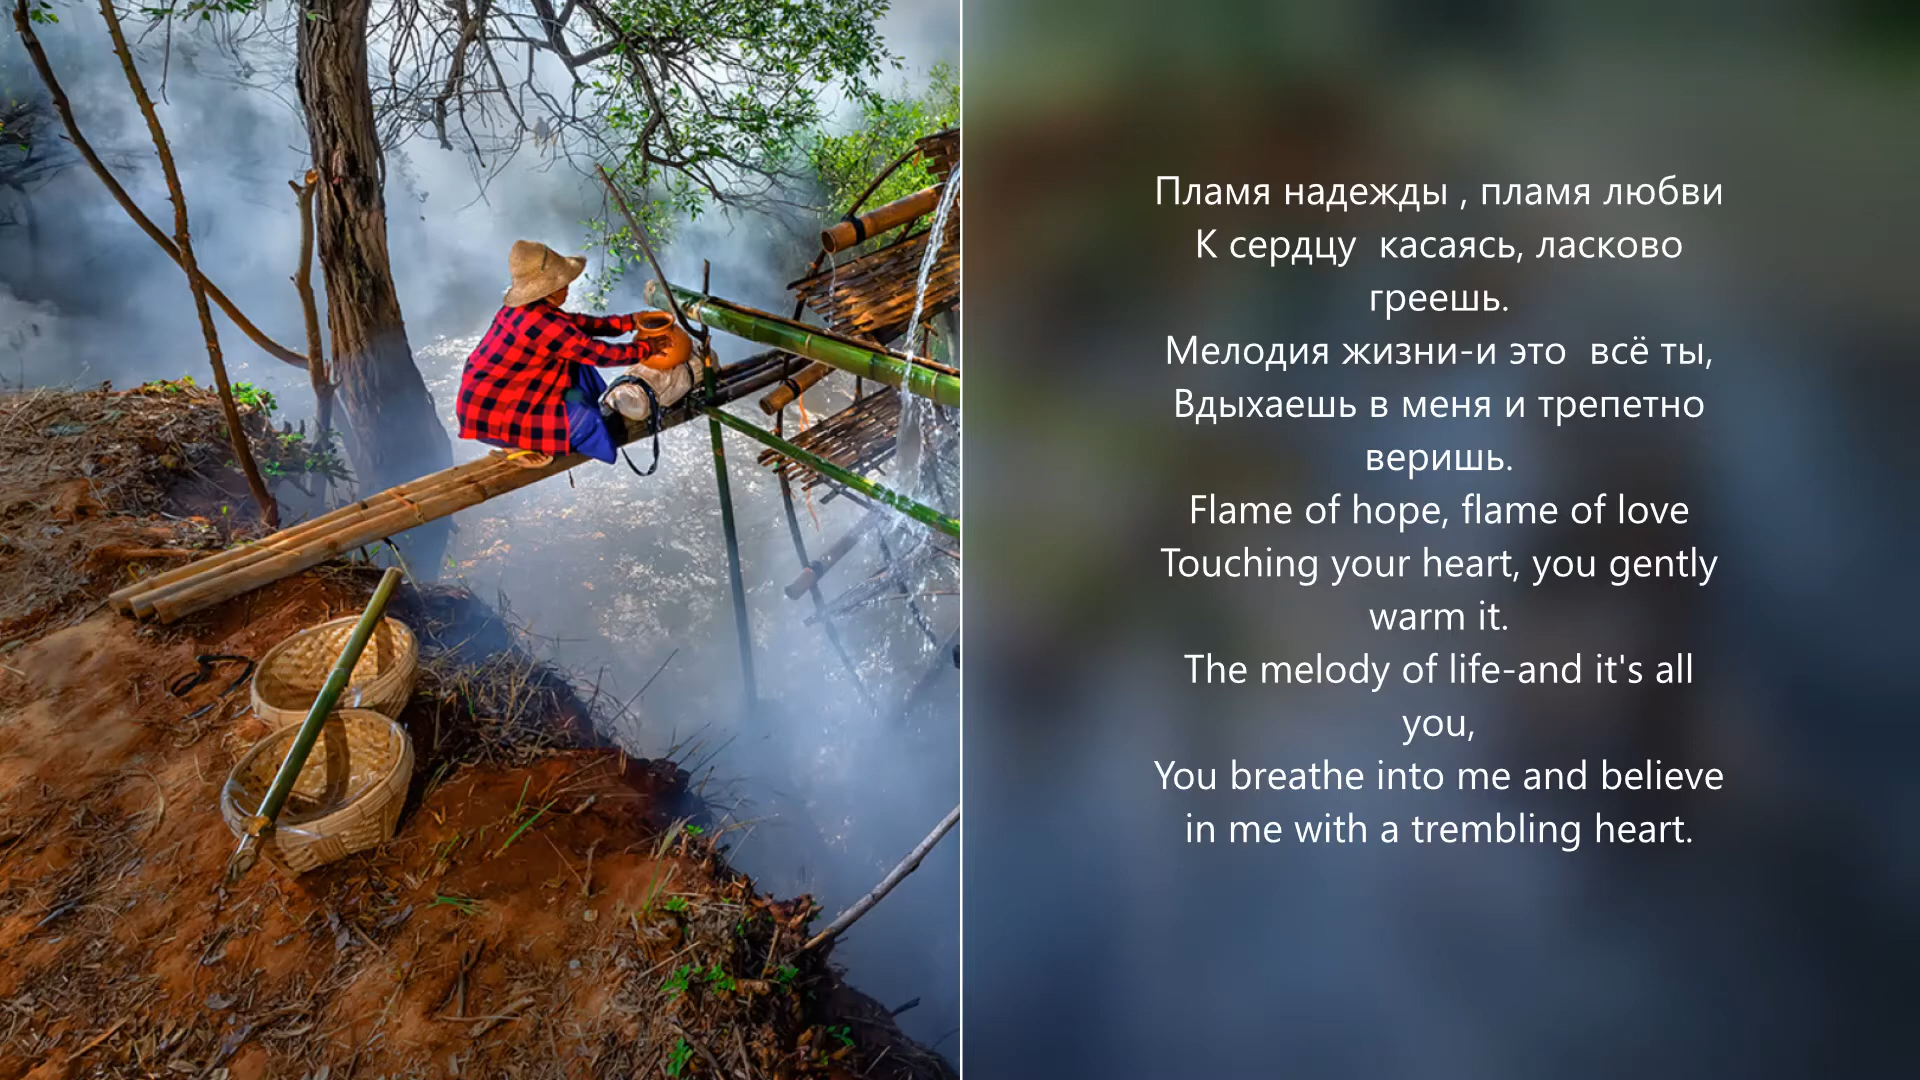 Пламя надежды , пламя любви
К сердцу  касаясь, ласково
греешь.
Мелодия жизни-и это  всё ты,
Вдыхаешь в меня и трепетно
веришь.
Flame of hope, flame of love
Touching your heart, you gently
warm it.
The melody of life-and it's all
you,
You breathe into me and believe
in me with a trembling heart.